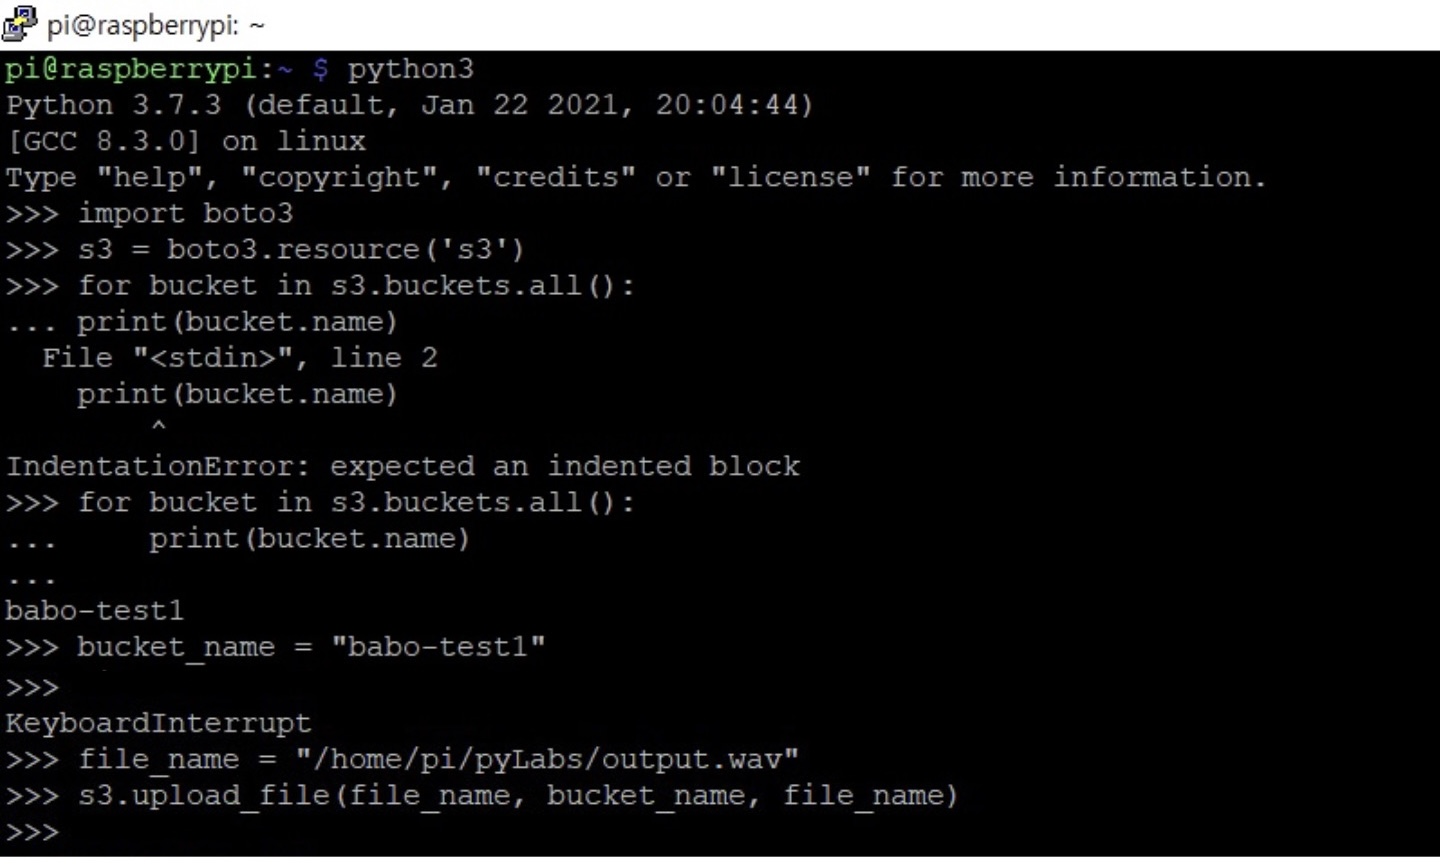 pi@raspberrypi: ~
pi@raspberrypi:~ $ python3
Python 3.7.3 (default, Jan 22 2021, 20:04:44)
[GCC 8.3.0] on linux
Type "help", "copyright", "credits" or "license" for more information.
>>> import boto3
>>> s3 = boto3.resource('s3')
>>> for bucket in s3.buckets.all():
... print(bucket.name)
  File "<stdin>", line 2
    print(bucket.name)
        ^
IndentationError: expected an indented block
>>> for bucket in s3.buckets.all():
...     print(bucket.name)
...
babo-test1
>>> bucket_name = "babo-test1"
>>>
KeyboardInterrupt
>>> file_name = "/home/pi/pyLabs/output.wav"
>>> s3.upload_file(file_name, bucket_name, file_name)
>>>